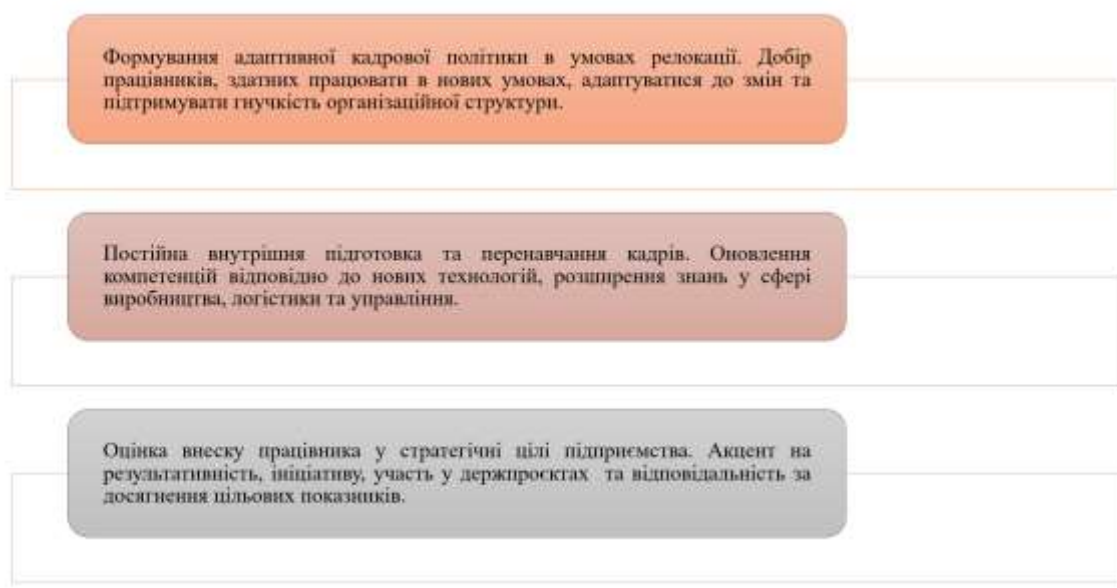 Формування адаптивної кадрової політики в умовах релокації. Добір
працівників, здатних працювати в нових умовах, адаптуватися до змін та
підтримувати гнучкість організаційної структури.
Постійна внутрішня підготовка та перенавчання кадрів. Оновлення
компетенцій відповідно до нових технологій, розширення знань у сфері
виробництва, логістики та управління.
Оцінка внеску працівника у стратегічні цілі підприємства. Акцент на
результативність, ініціативу, участь у держпроєктах та відповідальність за
досягнення цільових показників.